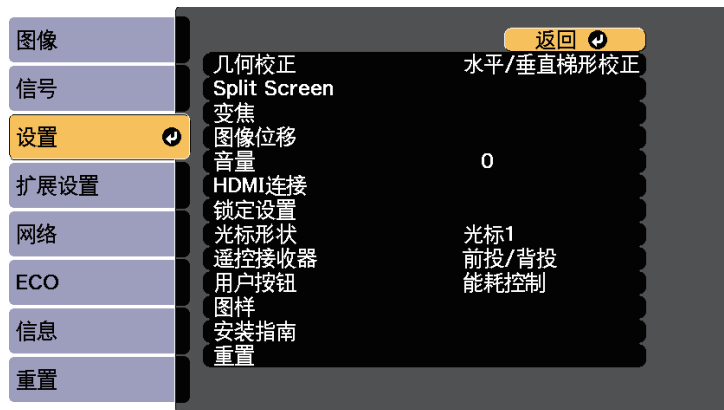 图像
信号
设置
扩展设置
网络
ECO
信息
重置
返回
几何校正 水平/垂直梯形校正
Split Screen
变焦
图像位移
音量 0
HDMI连接
锁定设置
光标形状 光标1
遥控接收器 前投/背投
用户按钮 能耗控制
图样
安装指南
重置